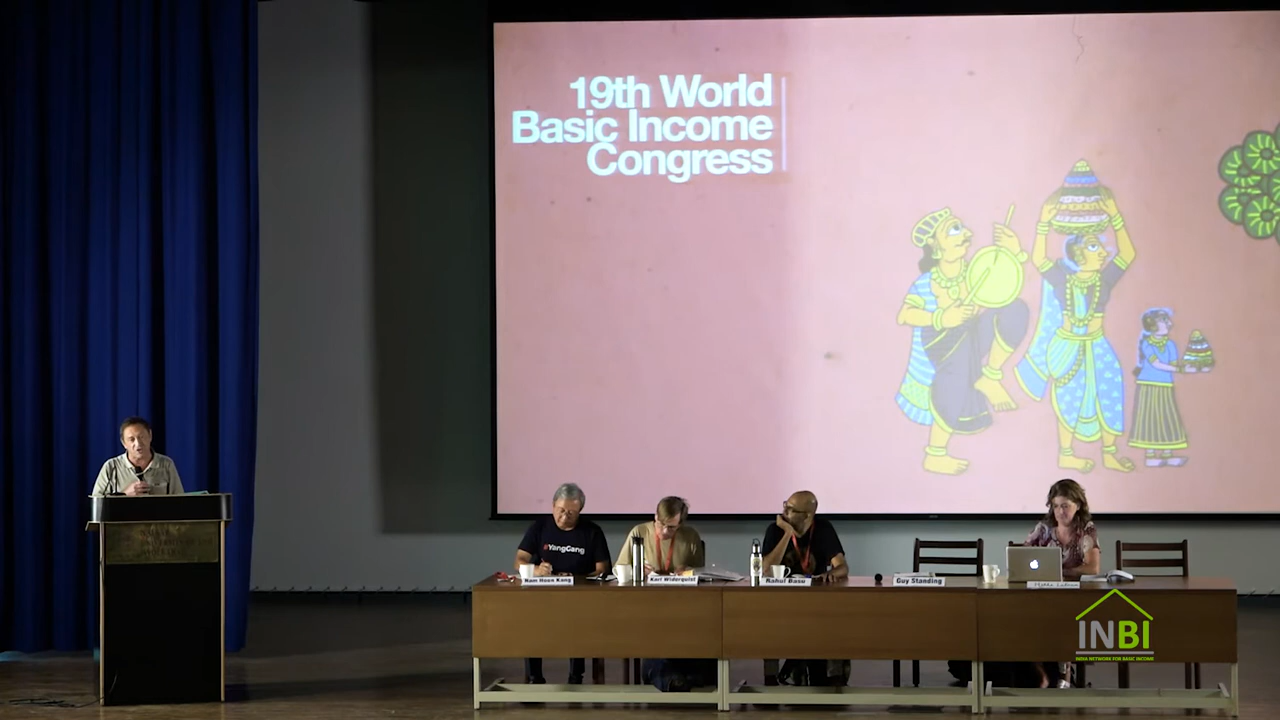 19th World
Basic Income
Congress
#YangGang
Nam Hoon Kang
Karl Widerquist
Rahul Basu
Guy Standing
INBI
INDIA NETWORK FOR BASIC INCOME